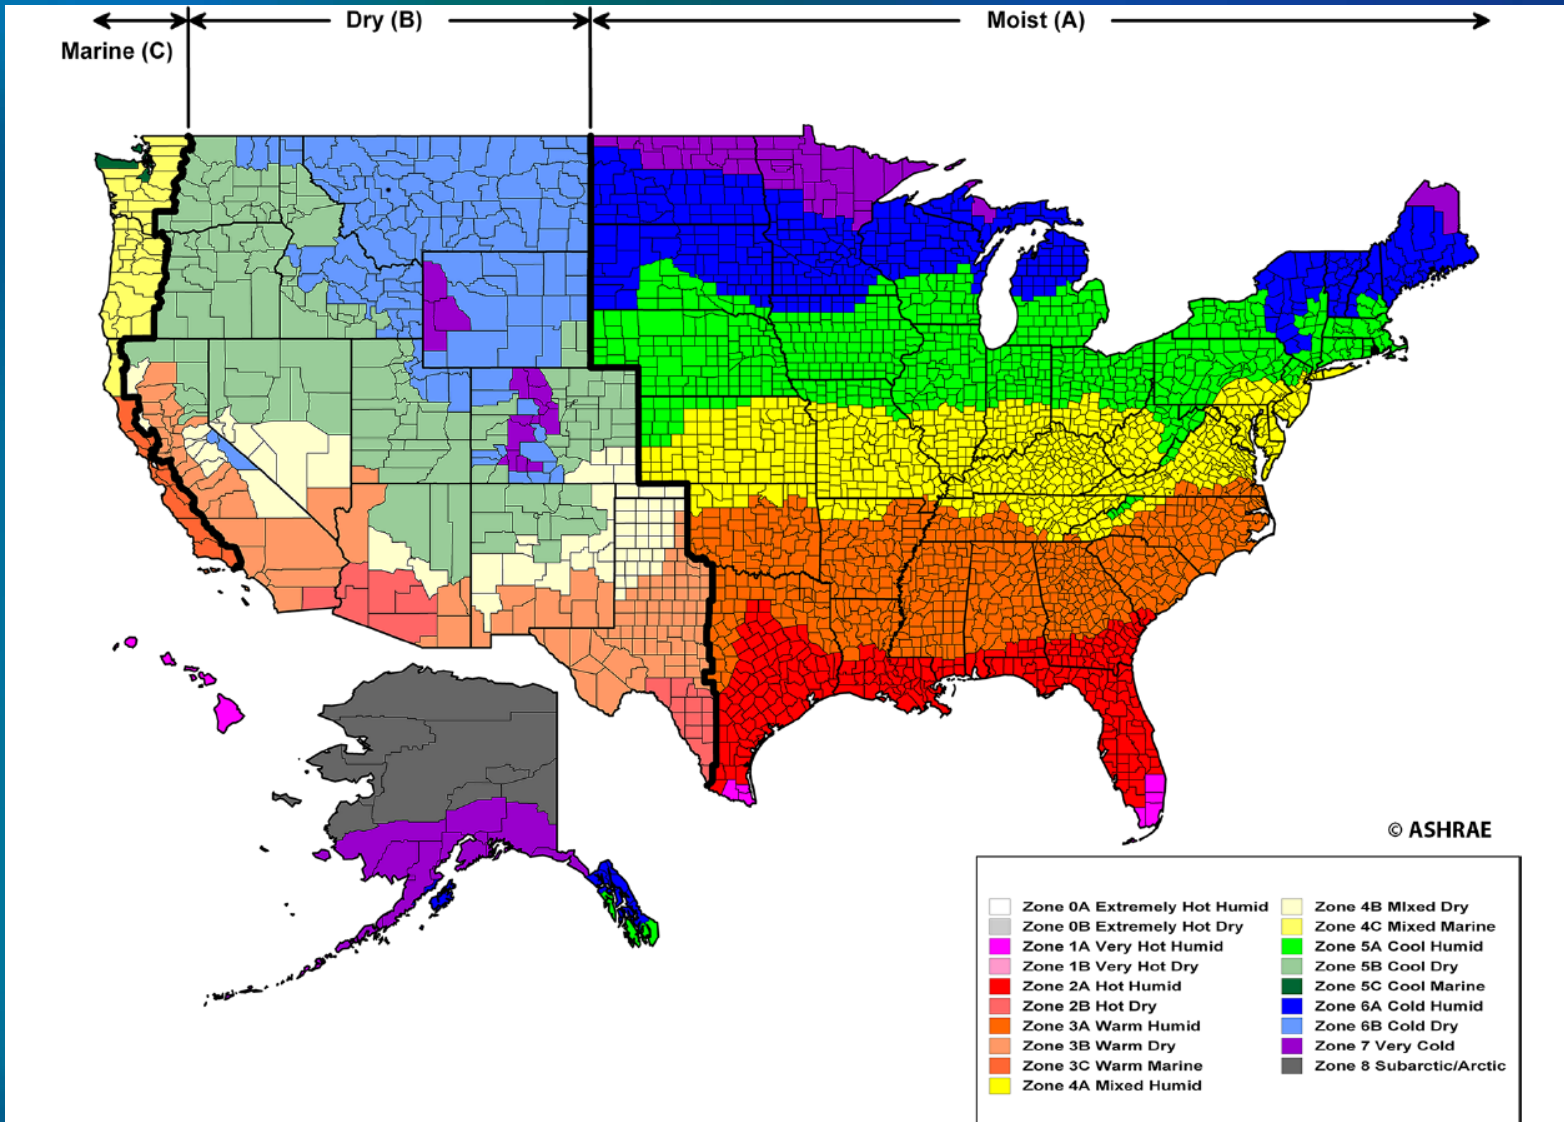 Dry (B)
Moist (A)
Marine (C)
© ASHRAE
Zone 0A Extremely Hot Humid
Zone 0B Extremely Hot Dry
Zone 1A Very Hot Humid
Zone 1B Very Hot Dry
Zone 2A Hot Humid
Zone 2B Hot Dry
Zone 3A Warm Humid
Zone 3B Warm Dry
Zone 3C Warm Marine
Zone 4A Mixed Humid
Zone 4B MIxed Dry
Zone 4C Mixed Marine
Zone 5A Cool Humid
Zone 5B Cool Dry
Zone 5C Cool Marine
Zone 6A Cold Humid
Zone 6B Cold Dry
Zone 7 Very Cold
Zone 8 Subarctic/Arctic